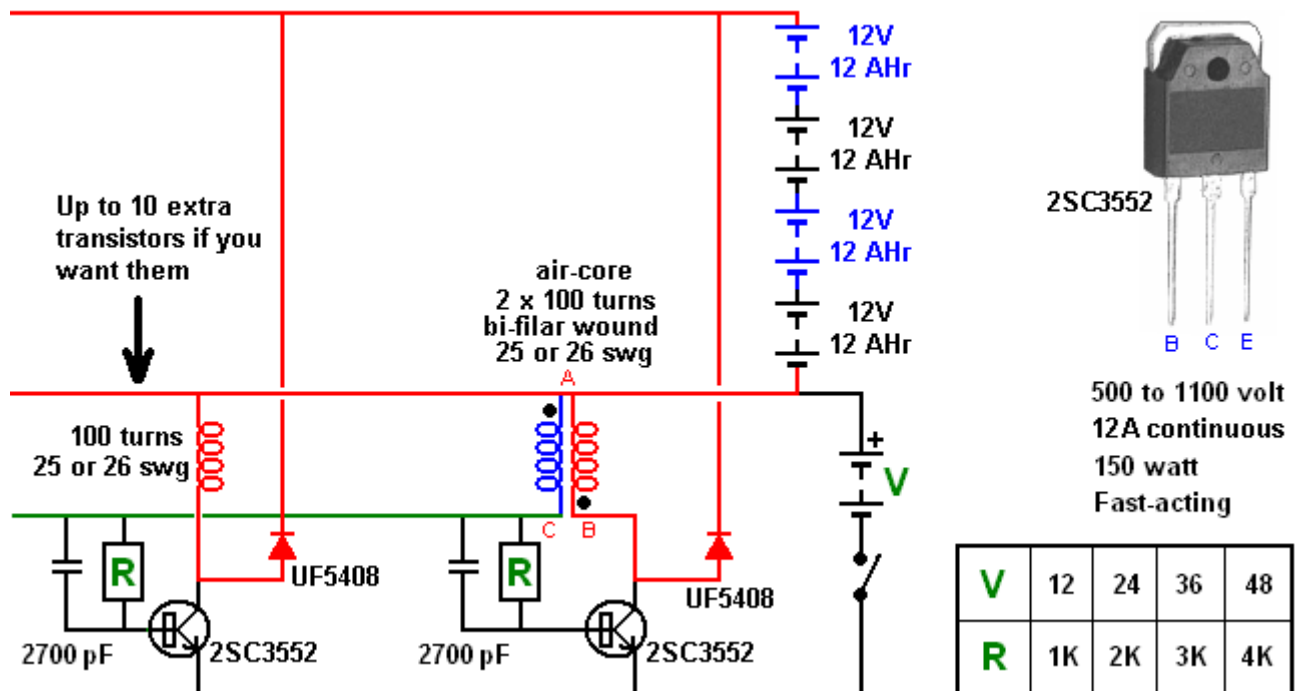 12V
12 AHr
12V
12 AHr
12V
12 AHr
12V
12 AHr
Up to 10 extra
transistors if you
want them
air-core
2 x 100 turns
bi-filar wound
25 or 26 swg
A
100 turns
25 or 26 swg
C
B
+
V
R
UF5408
2700 pF
2SC3552
R
UF5408
2700 pF
2SC3552
2SC3552
B C E
500 to 1100 volt
12A continuous
150 watt
Fast-acting
V 12 24 36 48
R 1K 2K 3K 4K